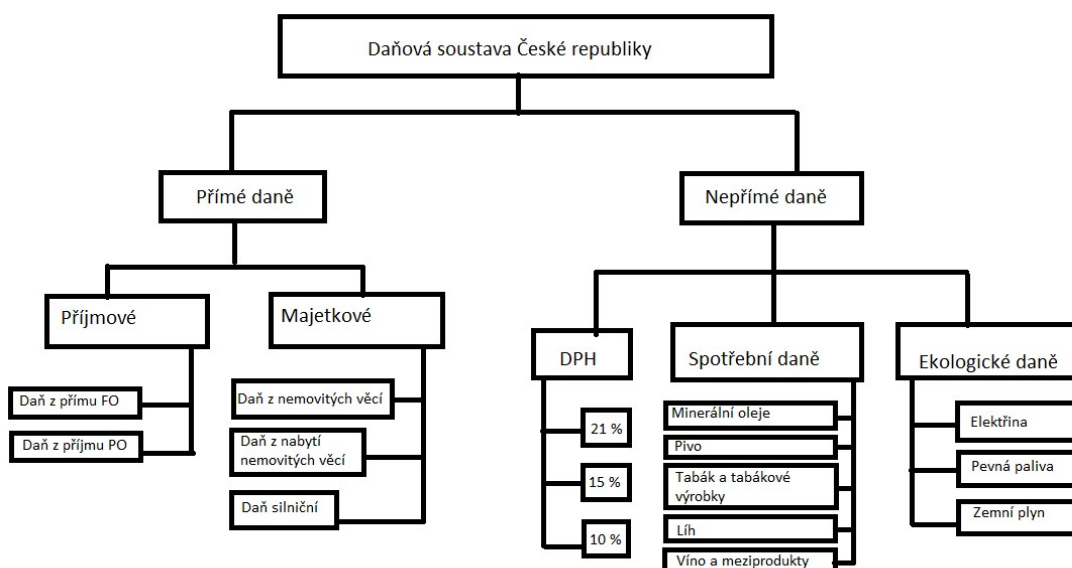 Daňová soustava České republiky
Přímé daně
Nepřímé daně
Příjmové
Majetkové
DPH
Spotřební daně
Ekologické daně
Daň z přímu FO
Daň z příjmu PO
Daň z nemovitých věcí
Daň z nabytí
nemovitých věcí
Daň silniční
21 %
15 %
10 %
Minerální oleje
Pivo
Tabák a tabákové
výrobky
Líh
Víno a meziprodukty
Elektřina
Pevná paliva
Zemní plyn